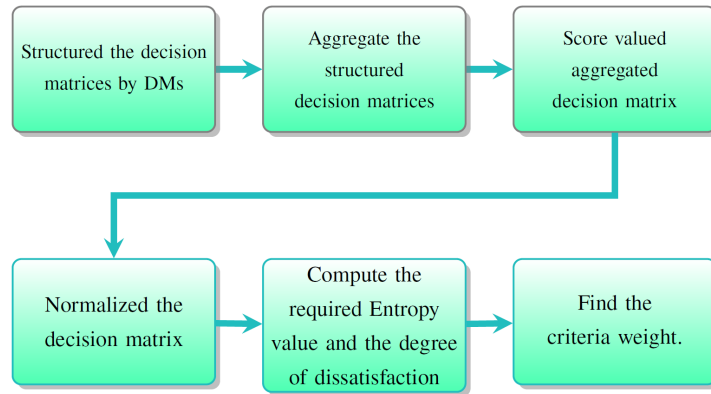 Structured the decision
matrices by DMs
Aggregate the
structured
decision matrices
Score valued
aggregated
decision matrix
Normalized the
decision matrix
Compute the
required Entropy
value and the degree
of dissatisfaction
Find the
criteria weight.